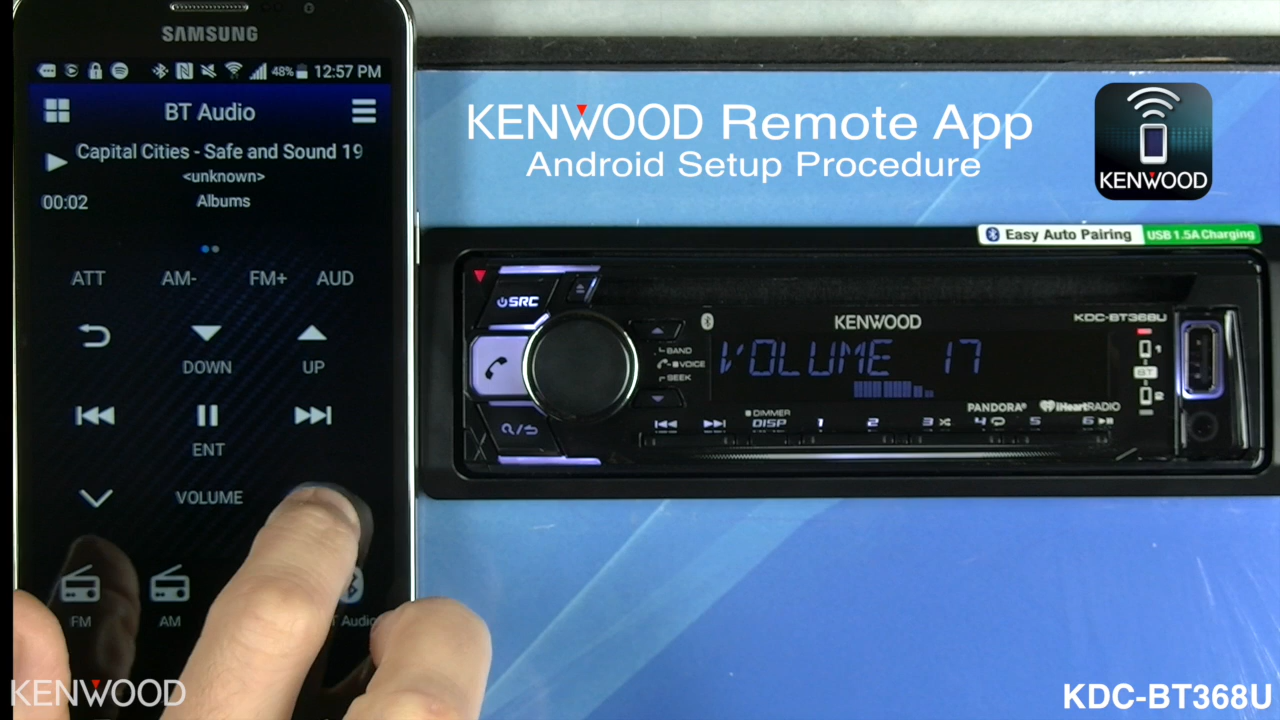 SAMSUNG
48% 12:57 PM
BT Audio
Capital Cities - Safe and Sound 19
<unknown>
00:02
Albums
ATT AM- FM+ AUD
DOWN UP
ENT
VOLUME
FM AM BT Audio
KENWOOD
KENWOOD Remote App
Android Setup Procedure
KENWOOD
Easy Auto Pairing USB 1.5A Charging
SRC
KENWOOD KDC-BT368U
BAND
VOICE
SEEK
VOLUME 17
1
BT
2
PANDORA® iHeartRADIO
DIMMER
DISP 1 2 3 4 5 6
KDC-BT368U